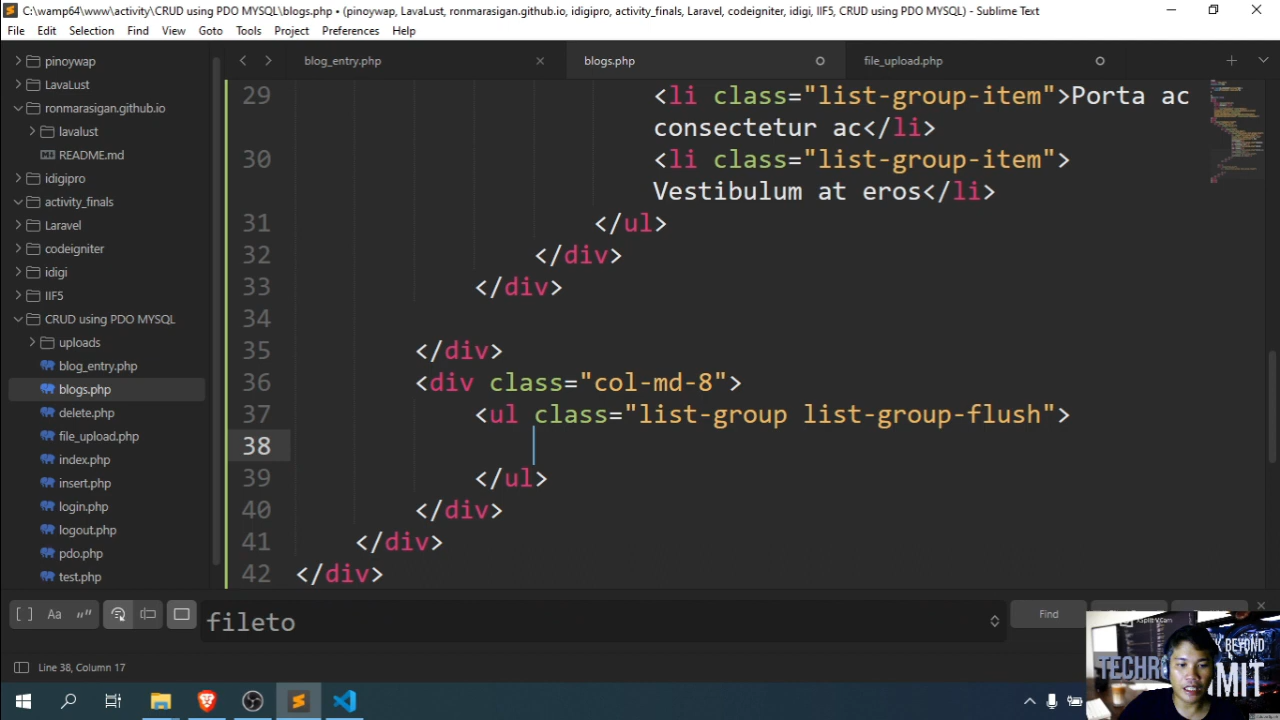 C:\wamp64\www\activity\CRUD using PDO MYSQL\blogs.php • (pinoywap, LavaLust, ronmarasigan.github.io, idigipro, activity_finals, Laravel, codeigniter, idigi, IIF5, CRUD using PDO MYSQL) - Sublime Text
File Edit Selection Find View Goto Tools Project Preferences Help
pinoywap
LavaLust
ronmarasigan.github.io
lavalust
README.md
idigipro
activity_finals
Laravel
codeigniter
idigi
IIF5
CRUD using PDO MYSQL
uploads
blog_entry.php
blogs.php
delete.php
file_upload.php
index.php
insert.php
login.php
logout.php
pdo.php
test.php
blog_entry.php
blogs.php
file_upload.php
29 <li class="list-group-item">Porta ac
consectetur ac</li>
30 <li class="list-group-item">
Vestibulum at eros</li>
31 </ul>
32 </div>
33 </div>
34
35 </div>
36 <div class="col-md-8">
37 <ul class="list-group list-group-flush">
38
39 </ul>
40 </div>
41 </div>
42 </div>
[ ] Aa “” fileto Find
Line 38, Column 17